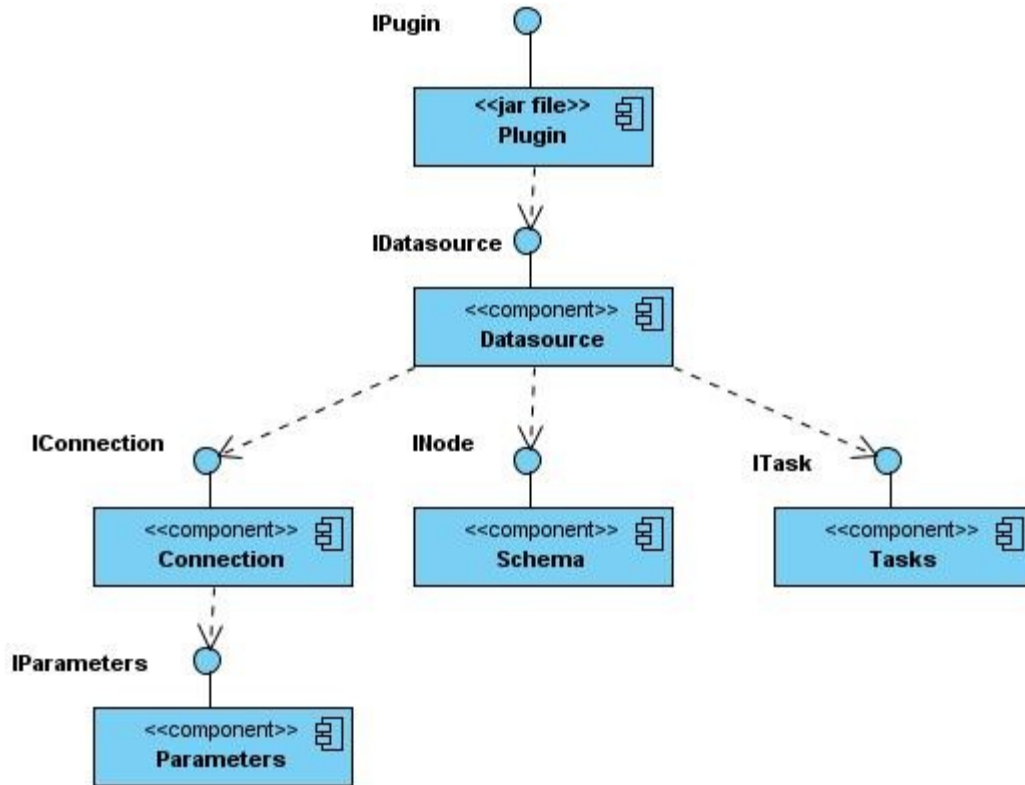 IPugin
<<jar file>>
Plugin
IDatasource
<<component>>
Datasource
IConnection
INode
ITask
<<component>>
Connection
<<component>>
Schema
<<component>>
Tasks
IParameters
<<component>>
Parameters